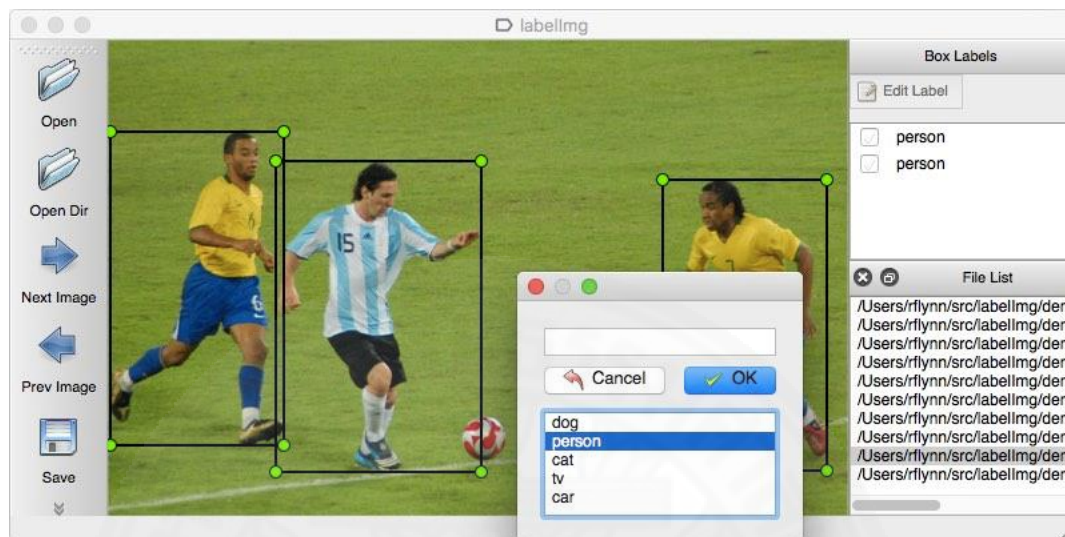 labelImg
Open
Open Dir
Next Image
Prev Image
Save
15
6
7
Box Labels
Edit Label
person
person
File List
/Users/rflynn/src/labelImg/der
/Users/rflynn/src/labelImg/der
/Users/rflynn/src/labelImg/der
/Users/rflynn/src/labelImg/der
/Users/rflynn/src/labelImg/der
/Users/rflynn/src/labelImg/der
/Users/rflynn/src/labelImg/der
/Users/rflynn/src/labelImg/der
/Users/rflynn/src/labelImg/der
/Users/rflynn/src/labelImg/der
Cancel
OK
dog
person
cat
tv
car